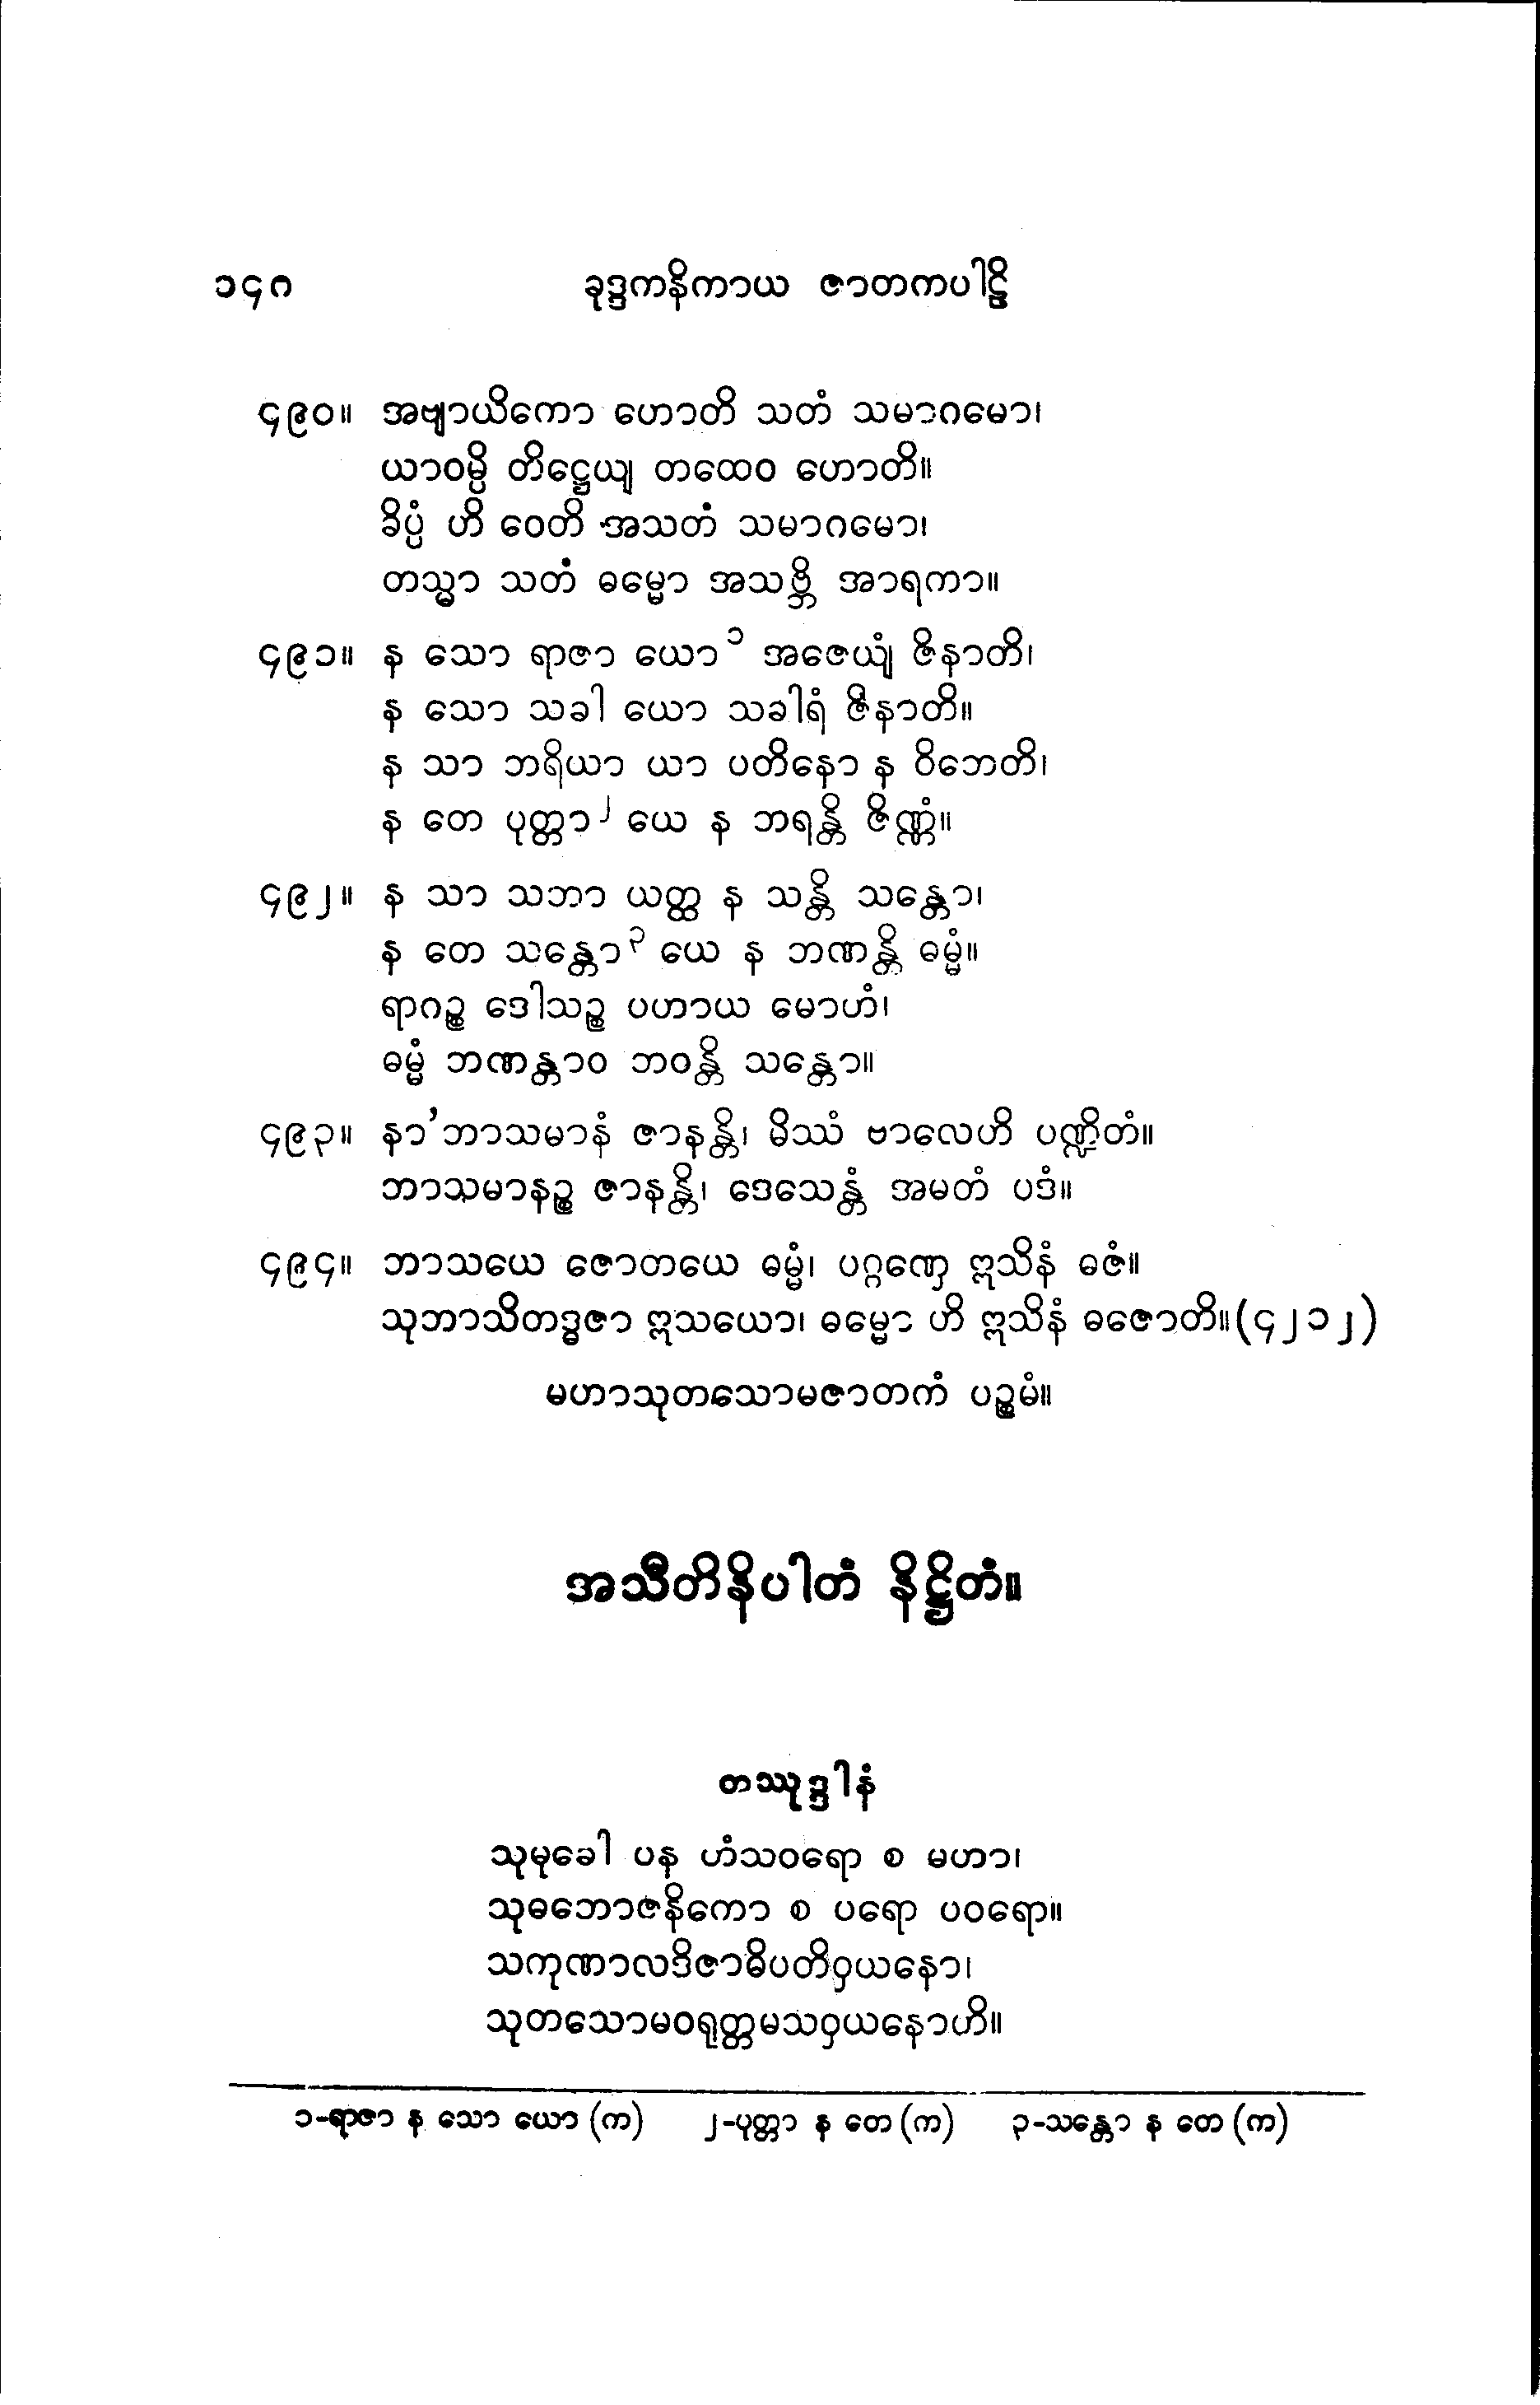 ၁၄၈ ခုဒ္ဒကနိကာယ ဇာတကပါဠိ
၄၉၀။ အဗျာယိကော ဟောတိ သတံ သမာဂမော၊
ယာဝမ္ပိ တိဋ္ဌေယျ တထေဝ ဟောတိ။
ခိပ္ပံ ဟိ ဝေတိ အသတံ သမာဂမော၊
တသ္မာ သတံ ဓမ္မော အသဗ္ဘိ အာရကာ။
၄၉၁။ န သော ရာဇာ ယော၁ အဇေယျံ ဇိနာတိ၊
န သော သခါ ယော သခါရံ ဇိနာတိ။
န သာ ဘရိယာ ယာ ပတိနော န ဝိဘေတိ၊
န တေ ပုတ္တာ၂ ယေ န ဘရန္တိ ဇိဏ္ဏံ။
၄၉၂။ န သာ သဘာ ယတ္ထ န သန္တိ သန္တော၊
န တေ သန္တော၃ ယေ န ဘဏန္တိ ဓမ္မံ။
ရာဂဉ္စ ဒေါသဉ္စ ပဟာယ မောဟံ၊
ဓမ္မံ ဘဏန္တာဝ ဘဝန္တိ သန္တော။
၄၉၃။ နာ’ဘာသမာနံ ဇာနန္တိ၊ မိဿံ ဗာလေဟိ ပဏ္ဍိတံ။
ဘာသမာနဉ္စ ဇာနန္တိ၊ ဒေသေန္တံ အမတံ ပဒံ။
၄၉၄။ ဘာသယေ ဇောတယေ ဓမ္မံ၊ ပဂ္ဂဏှေ ဣသိနံ ဓဇံ။
သုဘာသိတဒ္ဓဇာ ဣသယော၊ ဓမ္မော ဟိ ဣသိနံ ဓဇောတိ။(၄၂၁၂)
မဟာသုတသောမဇာတကံ ပဉ္စမံ။
အသီတိနိပါတံ နိဋ္ဌိတံ။
တဿုဒ္ဒါနံ
သုမုခေါ ပန ဟံသဝရော စ မဟာ၊
သုဓဘောဇနိကော စ ပရော ပဝရော။
သကုဏာလဒိဇာဓိပတိဝှယနော၊
သုတသောမဝရုတ္တမသဝှယနောဟိ။
၁-ရာဇာ န သော ယော (က) ၂-ပုတ္တာ န တေ (က) ၃-သန္တော န တေ (က)